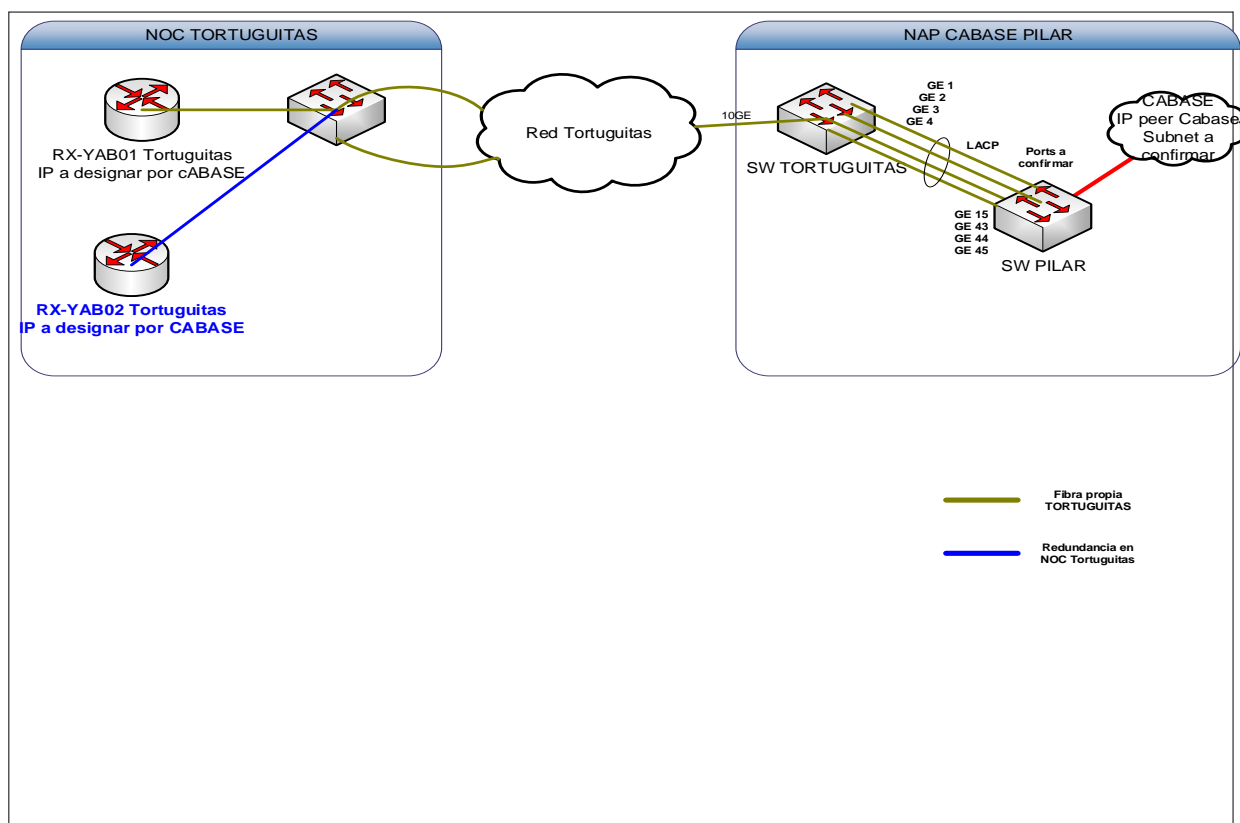 NOC TORTUGUITAS
RX-YAB01 Tortuguitas
IP a designar por cABASE
RX-YAB02 Tortuguitas
IP a designar por CABASE
Red Tortuguitas
NAP CABASE PILAR
10GE
SW TORTUGUITAS
GE 1
GE 2
GE 3
GE 4
LACP
Ports a
confirmar
CABASE
IP peer Cabase
Subnet a
confirmar
GE 15
GE 43
GE 44
GE 45
SW PILAR
Fibra propia
TORTUGUITAS
Redundancia en
NOC Tortuguitas